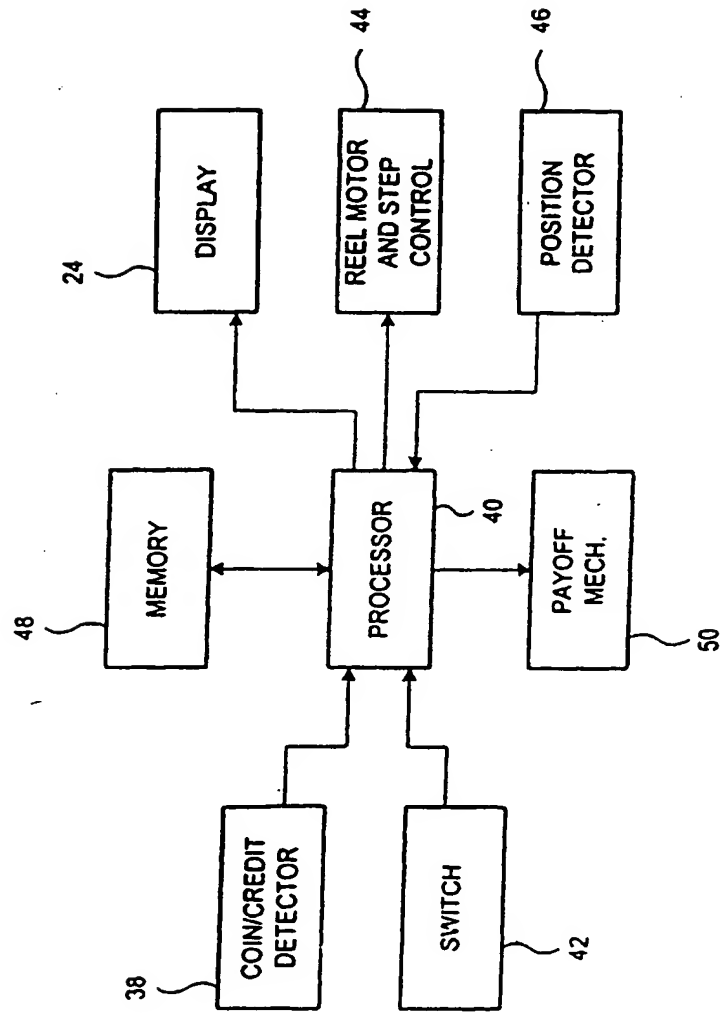 48
MEMORY
24
DISPLAY
38
COIN/CREDIT
DETECTOR
PROCESSOR
40
REEL MOTOR
AND STEP
CONTROL
44
SWITCH
42
PAYOFF
MECH.
50
POSITION
DETECTOR
46